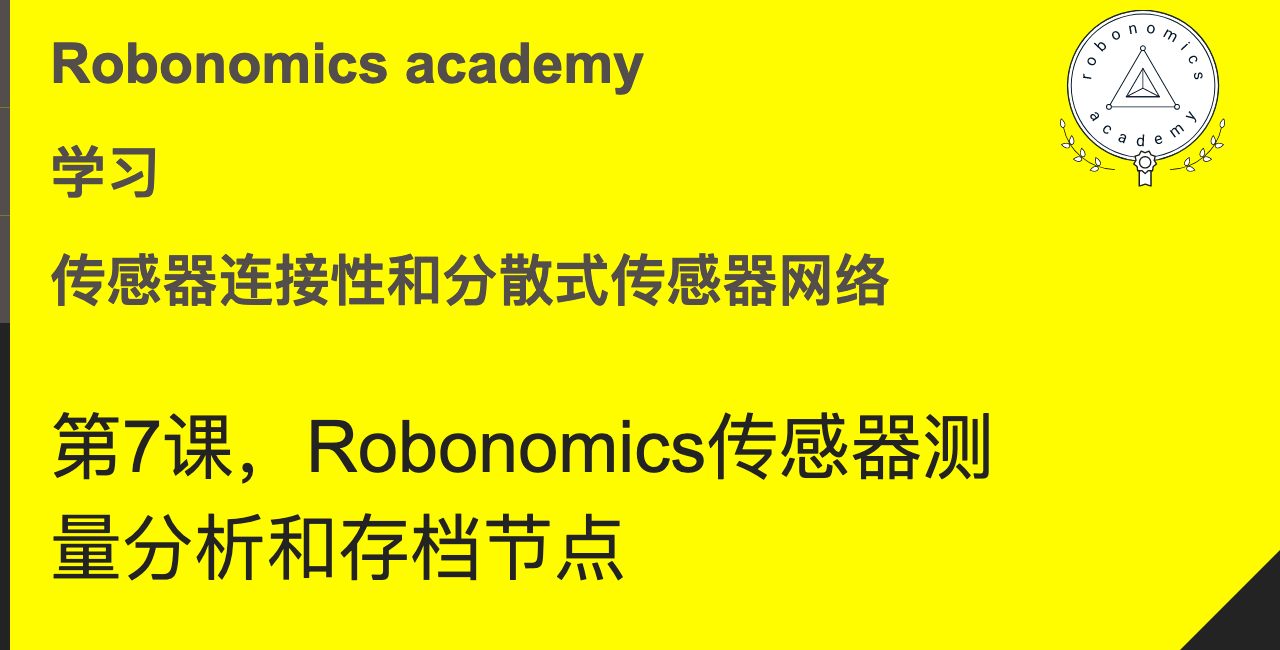 Robonomics academy
robonomics
academy
学习
传感器连接性和分散式传感器网络
第7课，Robonomics传感器测
量分析和存档节点